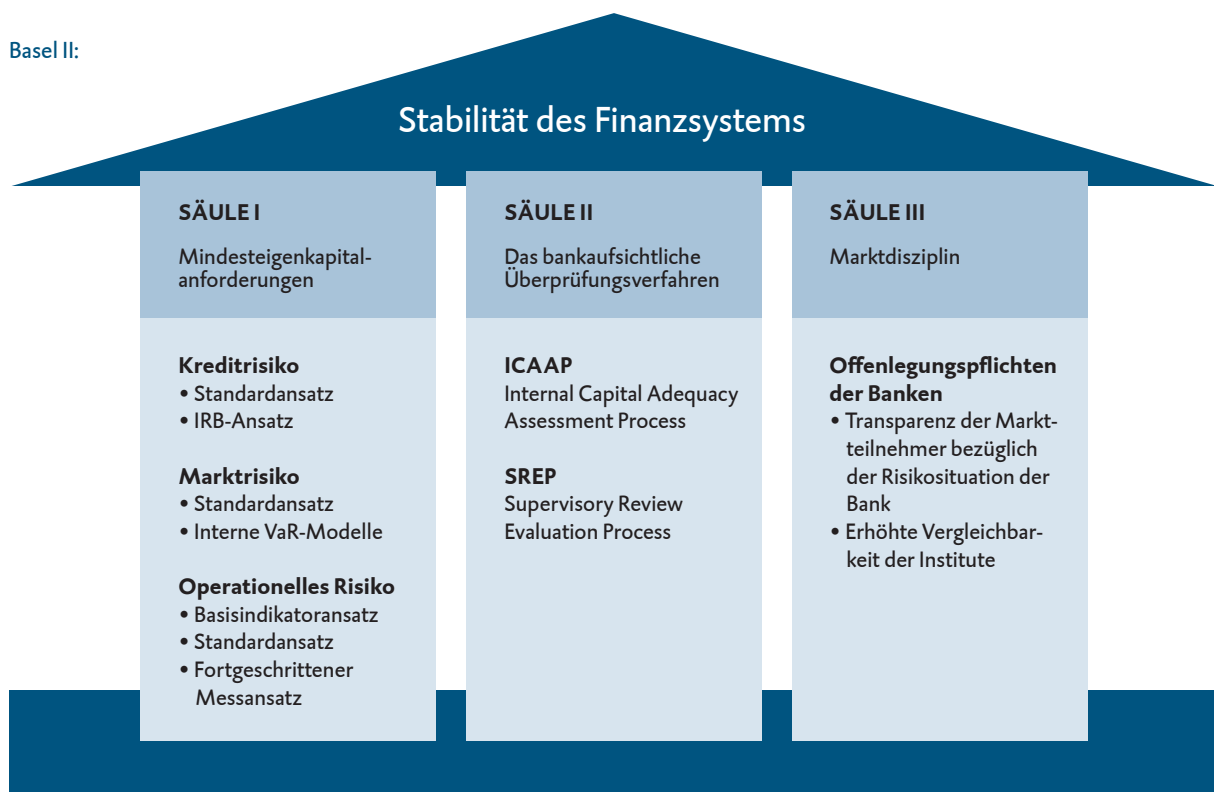 Basel II:
Stabilität des Finanzsystems
SÄULE I
Mindesteigenkapital-
anforderungen
Kreditrisiko
• Standardansatz
• IRB-Ansatz
Marktrisiko
• Standardansatz
• Interne VaR-Modelle
Operationelles Risiko
• Basisindikatoransatz
• Standardansatz
• Fortgeschrittener
Messansatz
SÄULE II
Das bankaufsichtliche
Überprüfungsverfahren
ICAAP
Internal Capital Adequacy
Assessment Process
SREP
Supervisory Review
Evaluation Process
SÄULE III
Marktdisziplin
Offenlegungspflichten
der Banken
• Transparenz der Markt-
teilnehmer bezüglich
der Risikosituation der
Bank
• Erhöhte Vergleichbar-
keit der Institute